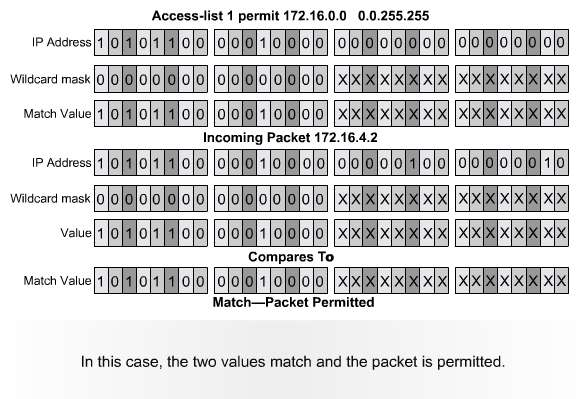 Access-list 1 permit 172.16.0.0 0.0.255.255
IP Address 1 0 1 0 1 1 0 0 0 0 0 1 0 0 0 0 0 0 0 0 0 0 0 0 0 0 0 0 0 0 0 0
Wildcard mask 0 0 0 0 0 0 0 0 0 0 0 0 0 0 0 0 X X X X X X X X X X X X X X X X
Match Value 1 0 1 0 1 1 0 0 0 0 0 1 0 0 0 0 X X X X X X X X X X X X X X X X
Incoming Packet 172.16.4.2
IP Address 1 0 1 0 1 1 0 0 0 0 0 1 0 0 0 0 0 0 0 0 0 1 0 0 0 0 0 0 0 0 1 0
Wildcard mask 0 0 0 0 0 0 0 0 0 0 0 0 0 0 0 0 X X X X X X X X X X X X X X X X
Value 1 0 1 0 1 1 0 0 0 0 0 1 0 0 0 0 X X X X X X X X X X X X X X X X
Compares To
Match Value 1 0 1 0 1 1 0 0 0 0 0 1 0 0 0 0 X X X X X X X X X X X X X X X X
Match—Packet Permitted
In this case, the two values match and the packet is permitted.